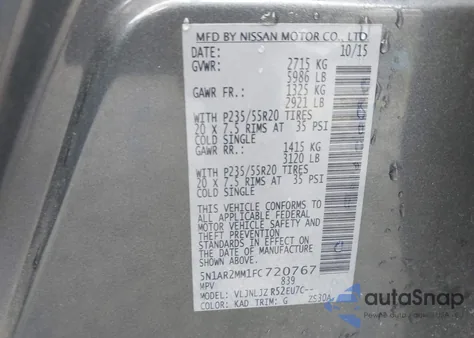 MFD BY NISSAN MOTOR CO., LTD.
DATE: 10/15
GVWR: 2715 KG
5986 LB
GAWR FR.: 1325 KG
2921 LB
WITH P235/55R20 TIRES
20 X 7.5 RIMS AT 35 PSI
COLD SINGLE
GAWR RR.: 1415 KG
3120 LB
WITH P235/55R20 TIRES
20 X 7.5 RIMS AT 35 PSI
COLD SINGLE
THIS VEHICLE CONFORMS TO
ALL APPLICABLE FEDERAL
MOTOR VEHICLE SAFETY
STANDARDS IN EFFECT ON
THE DATE OF MANUFACTURE
SHOWN ABOVE.
5N1AR2MM1FC720767
MPV 839
MODEL: VLJNLJZ R52EU7C--
COLOR: KAD TRIM: G
autoSnap